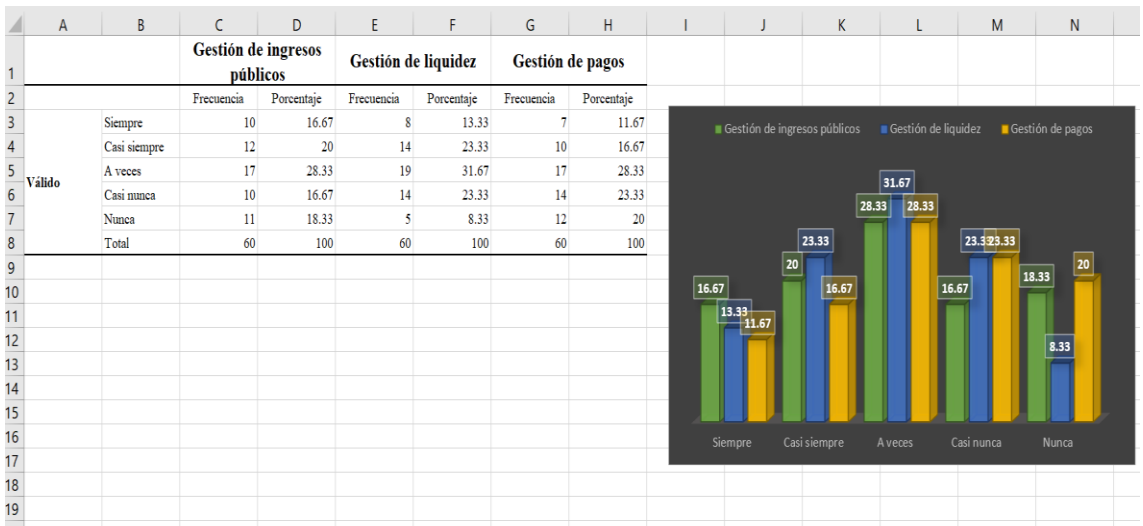 A B C D E F G H I J K L M N
1 Gestión de ingresos públicos Gestión de liquidez Gestión de pagos
2 Frecuencia Porcentaje Frecuencia Porcentaje Frecuencia Porcentaje
3 Siempre 10 16.67 8 13.33 7 11.67
4 Casi siempre 12 20 14 23.33 10 16.67
5 A veces 17 28.33 19 31.67 17 28.33
Válido
6 Casi nunca 10 16.67 14 23.33 14 23.33
7 Nunca 11 18.33 5 8.33 12 20
8 Total 60 100 60 100 60 100
9
10
11
12
13
14
15
16
17
18
19
Gestión de ingresos públicos Gestión de liquidez Gestión de pagos
16.67 13.33 11.67
20 23.33 16.67
28.33 31.67 28.33
16.67 23.33 23.33
18.33 8.33 20
Siempre Casi siempre A veces Casi nunca Nunca